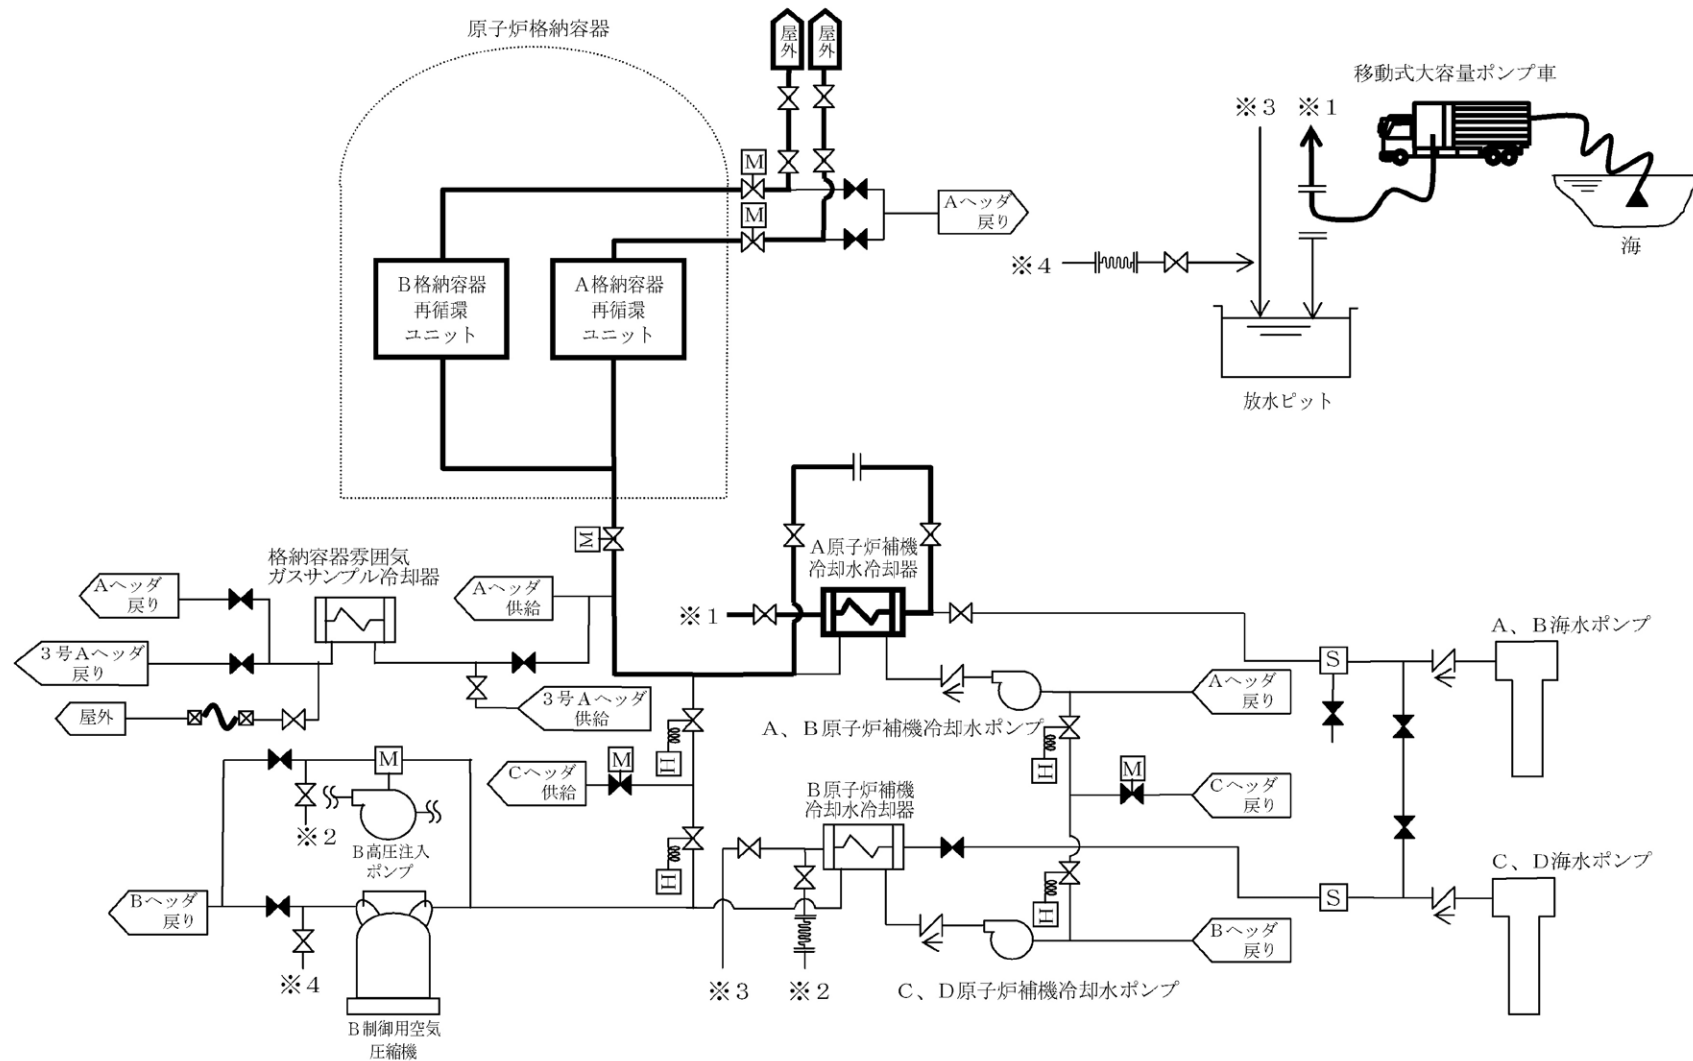 原子炉格納容器
屋外
屋外
移動式大容量ポンプ車
※3
※1
M
M
Aヘッダ
戻り
海
※4
B格納容器
再循環
ユニット
A格納容器
再循環
ユニット
放水ピット
M
A原子炉補機
冷却水冷却器
格納容器雰囲気
ガスサンプル冷却器
Aヘッダ
戻り
Aヘッダ
供給
※1
A、B海水ポンプ
3号Aヘッダ
戻り
S
Aヘッダ
戻り
屋外
3号Aヘッダ
供給
A、B原子炉補機冷却水ポンプ
H
H
M
M
M
Cヘッダ
供給
Cヘッダ
戻り
B原子炉補機
冷却水冷却器
※2
B高圧注入
ポンプ
C、D海水ポンプ
H
H
S
Bヘッダ
戻り
Bヘッダ
戻り
※4
※3
※2
C、D原子炉補機冷却水ポンプ
B制御用空気
圧縮機